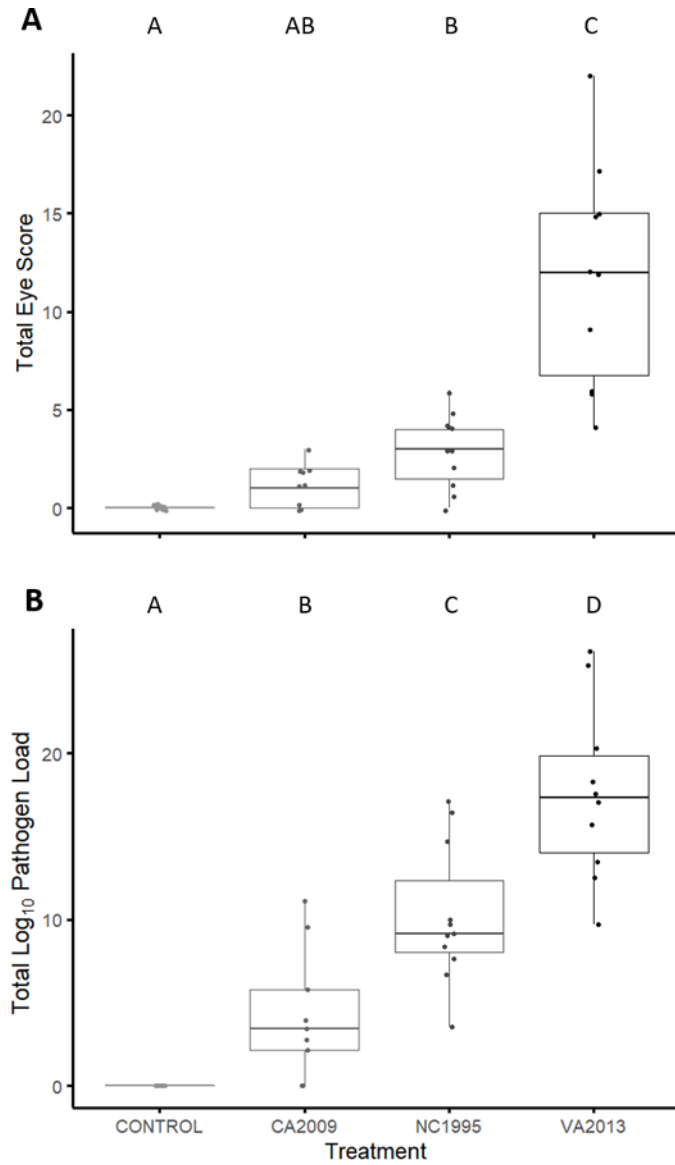 A
A AB B C
Total Eye Score
20
15
10
5
0
B
A B C D
Total Log₁₀ Pathogen Load
20
10
0
CONTROL CA2009 NC1995 VA2013
Treatment